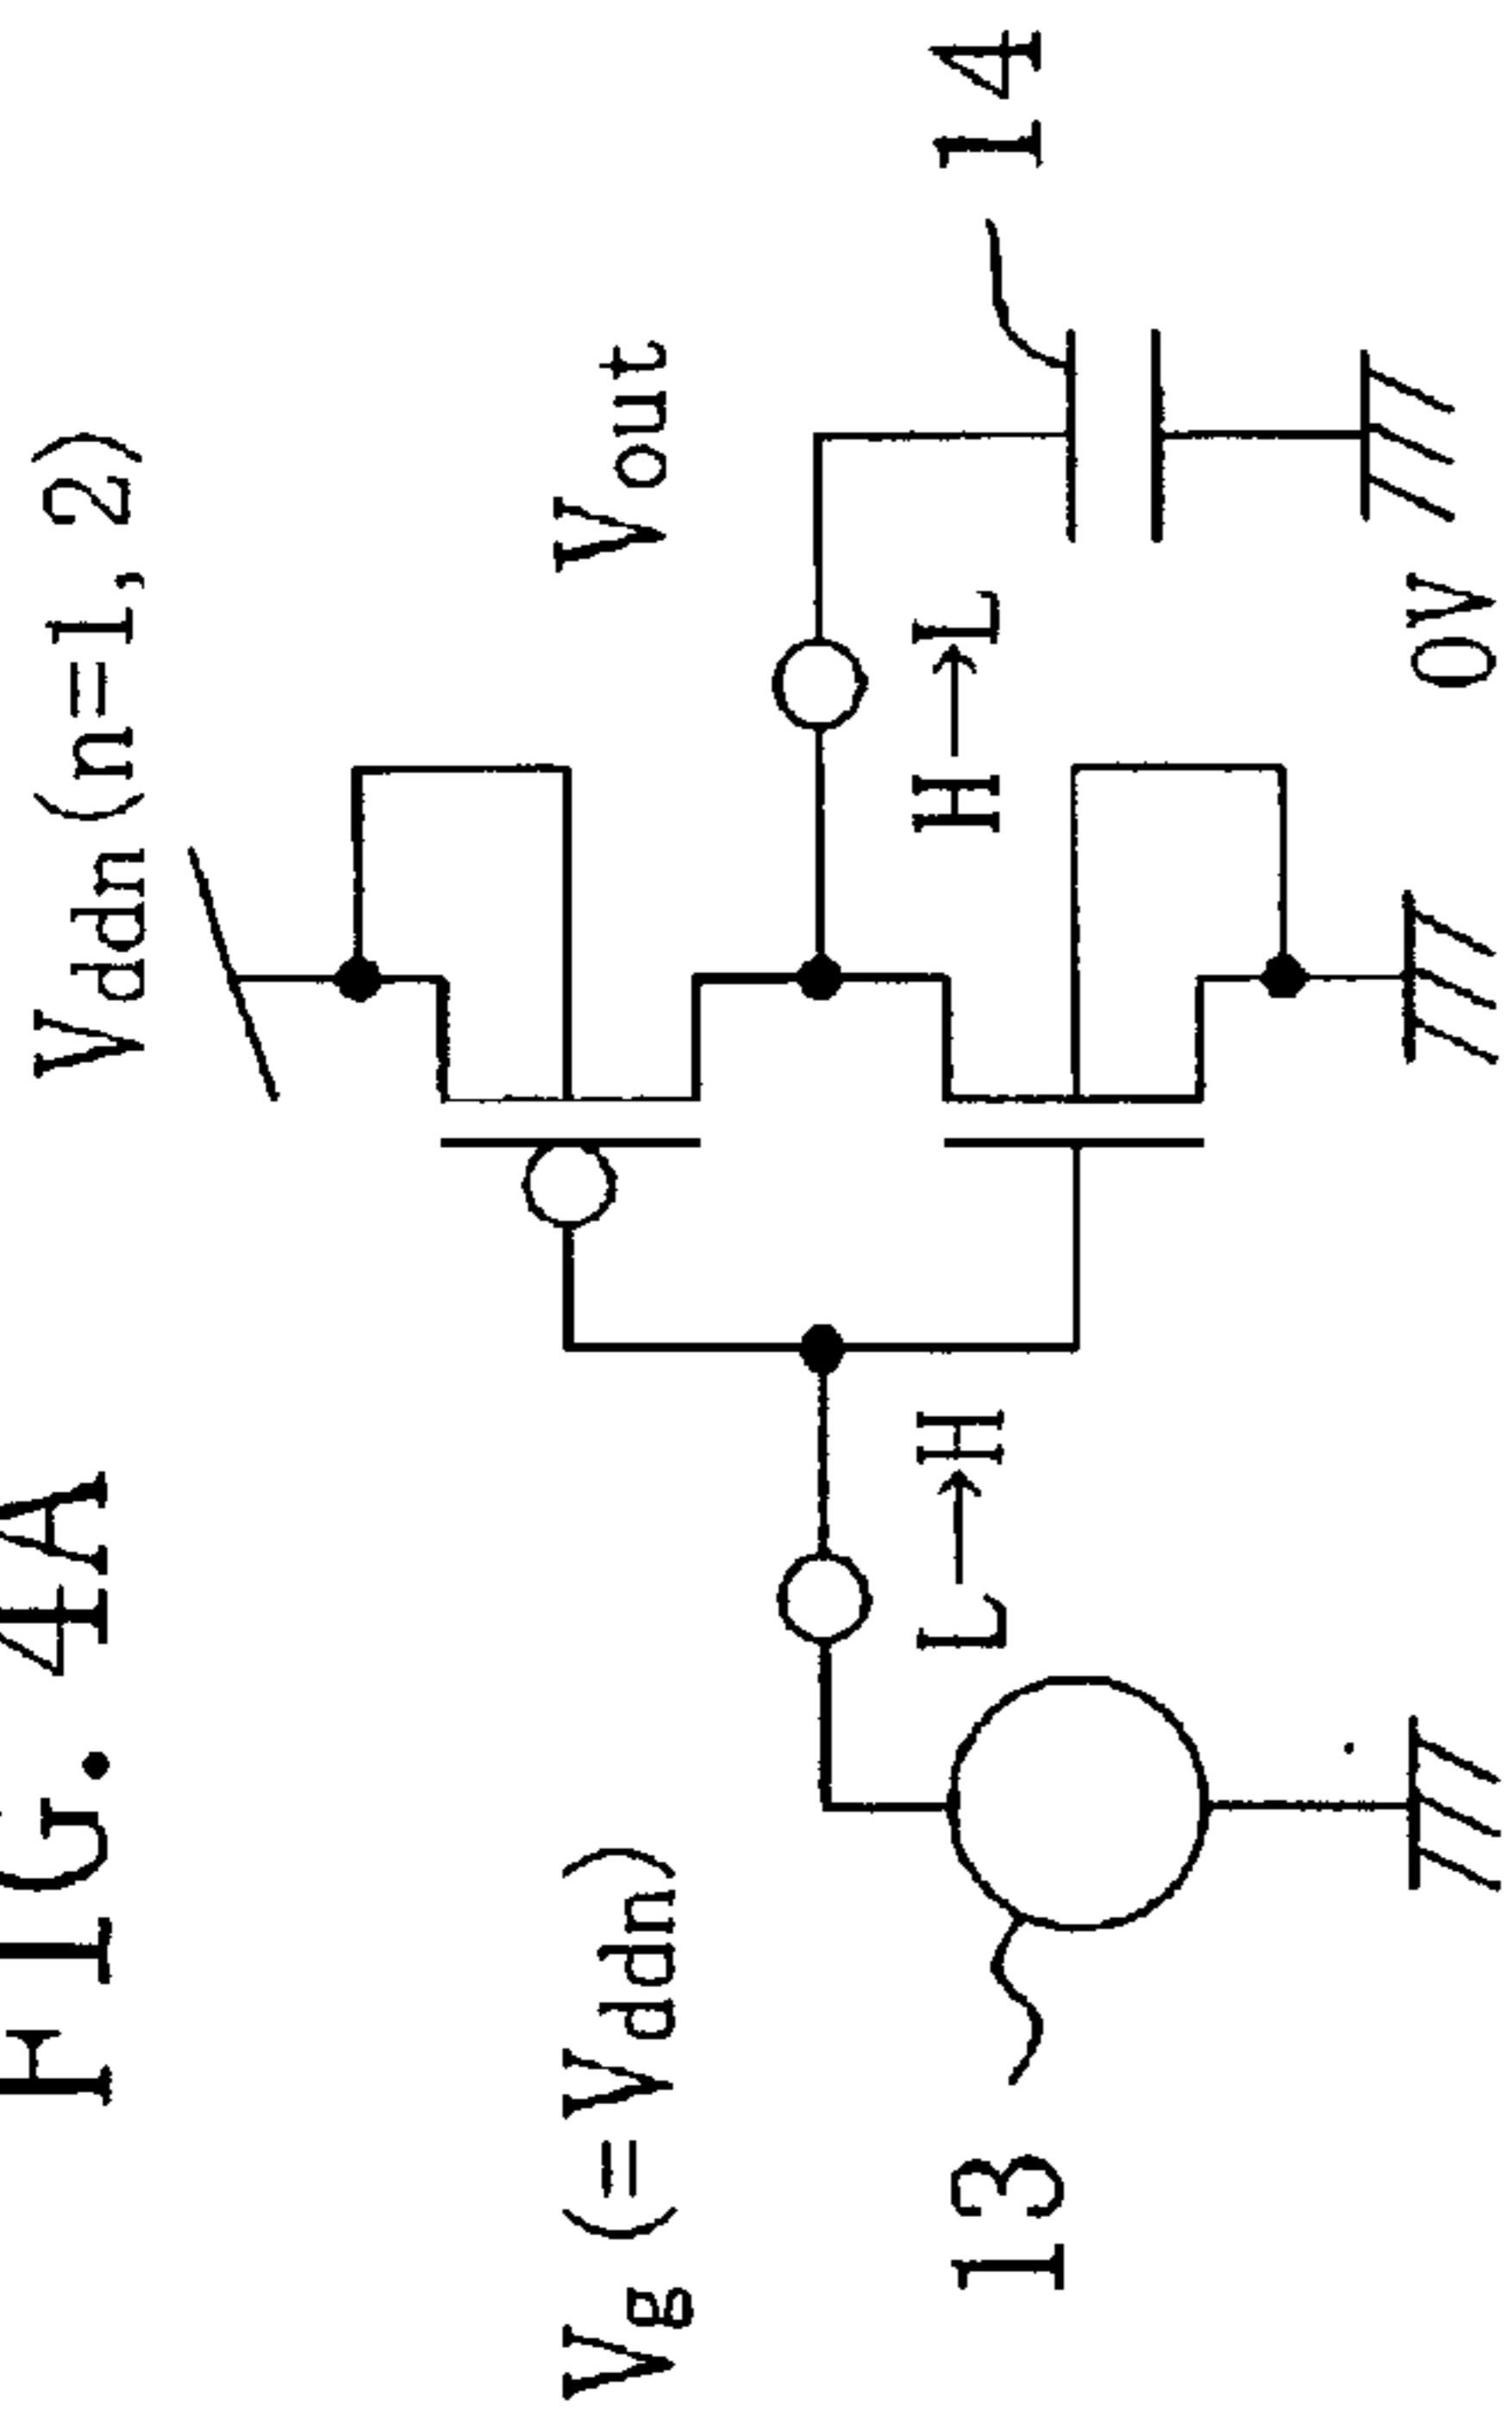 FIG. 4A
Vddn(n=1, 2)
Vg(=Vddn)
Vout
13
L→H
H→L
14
0V